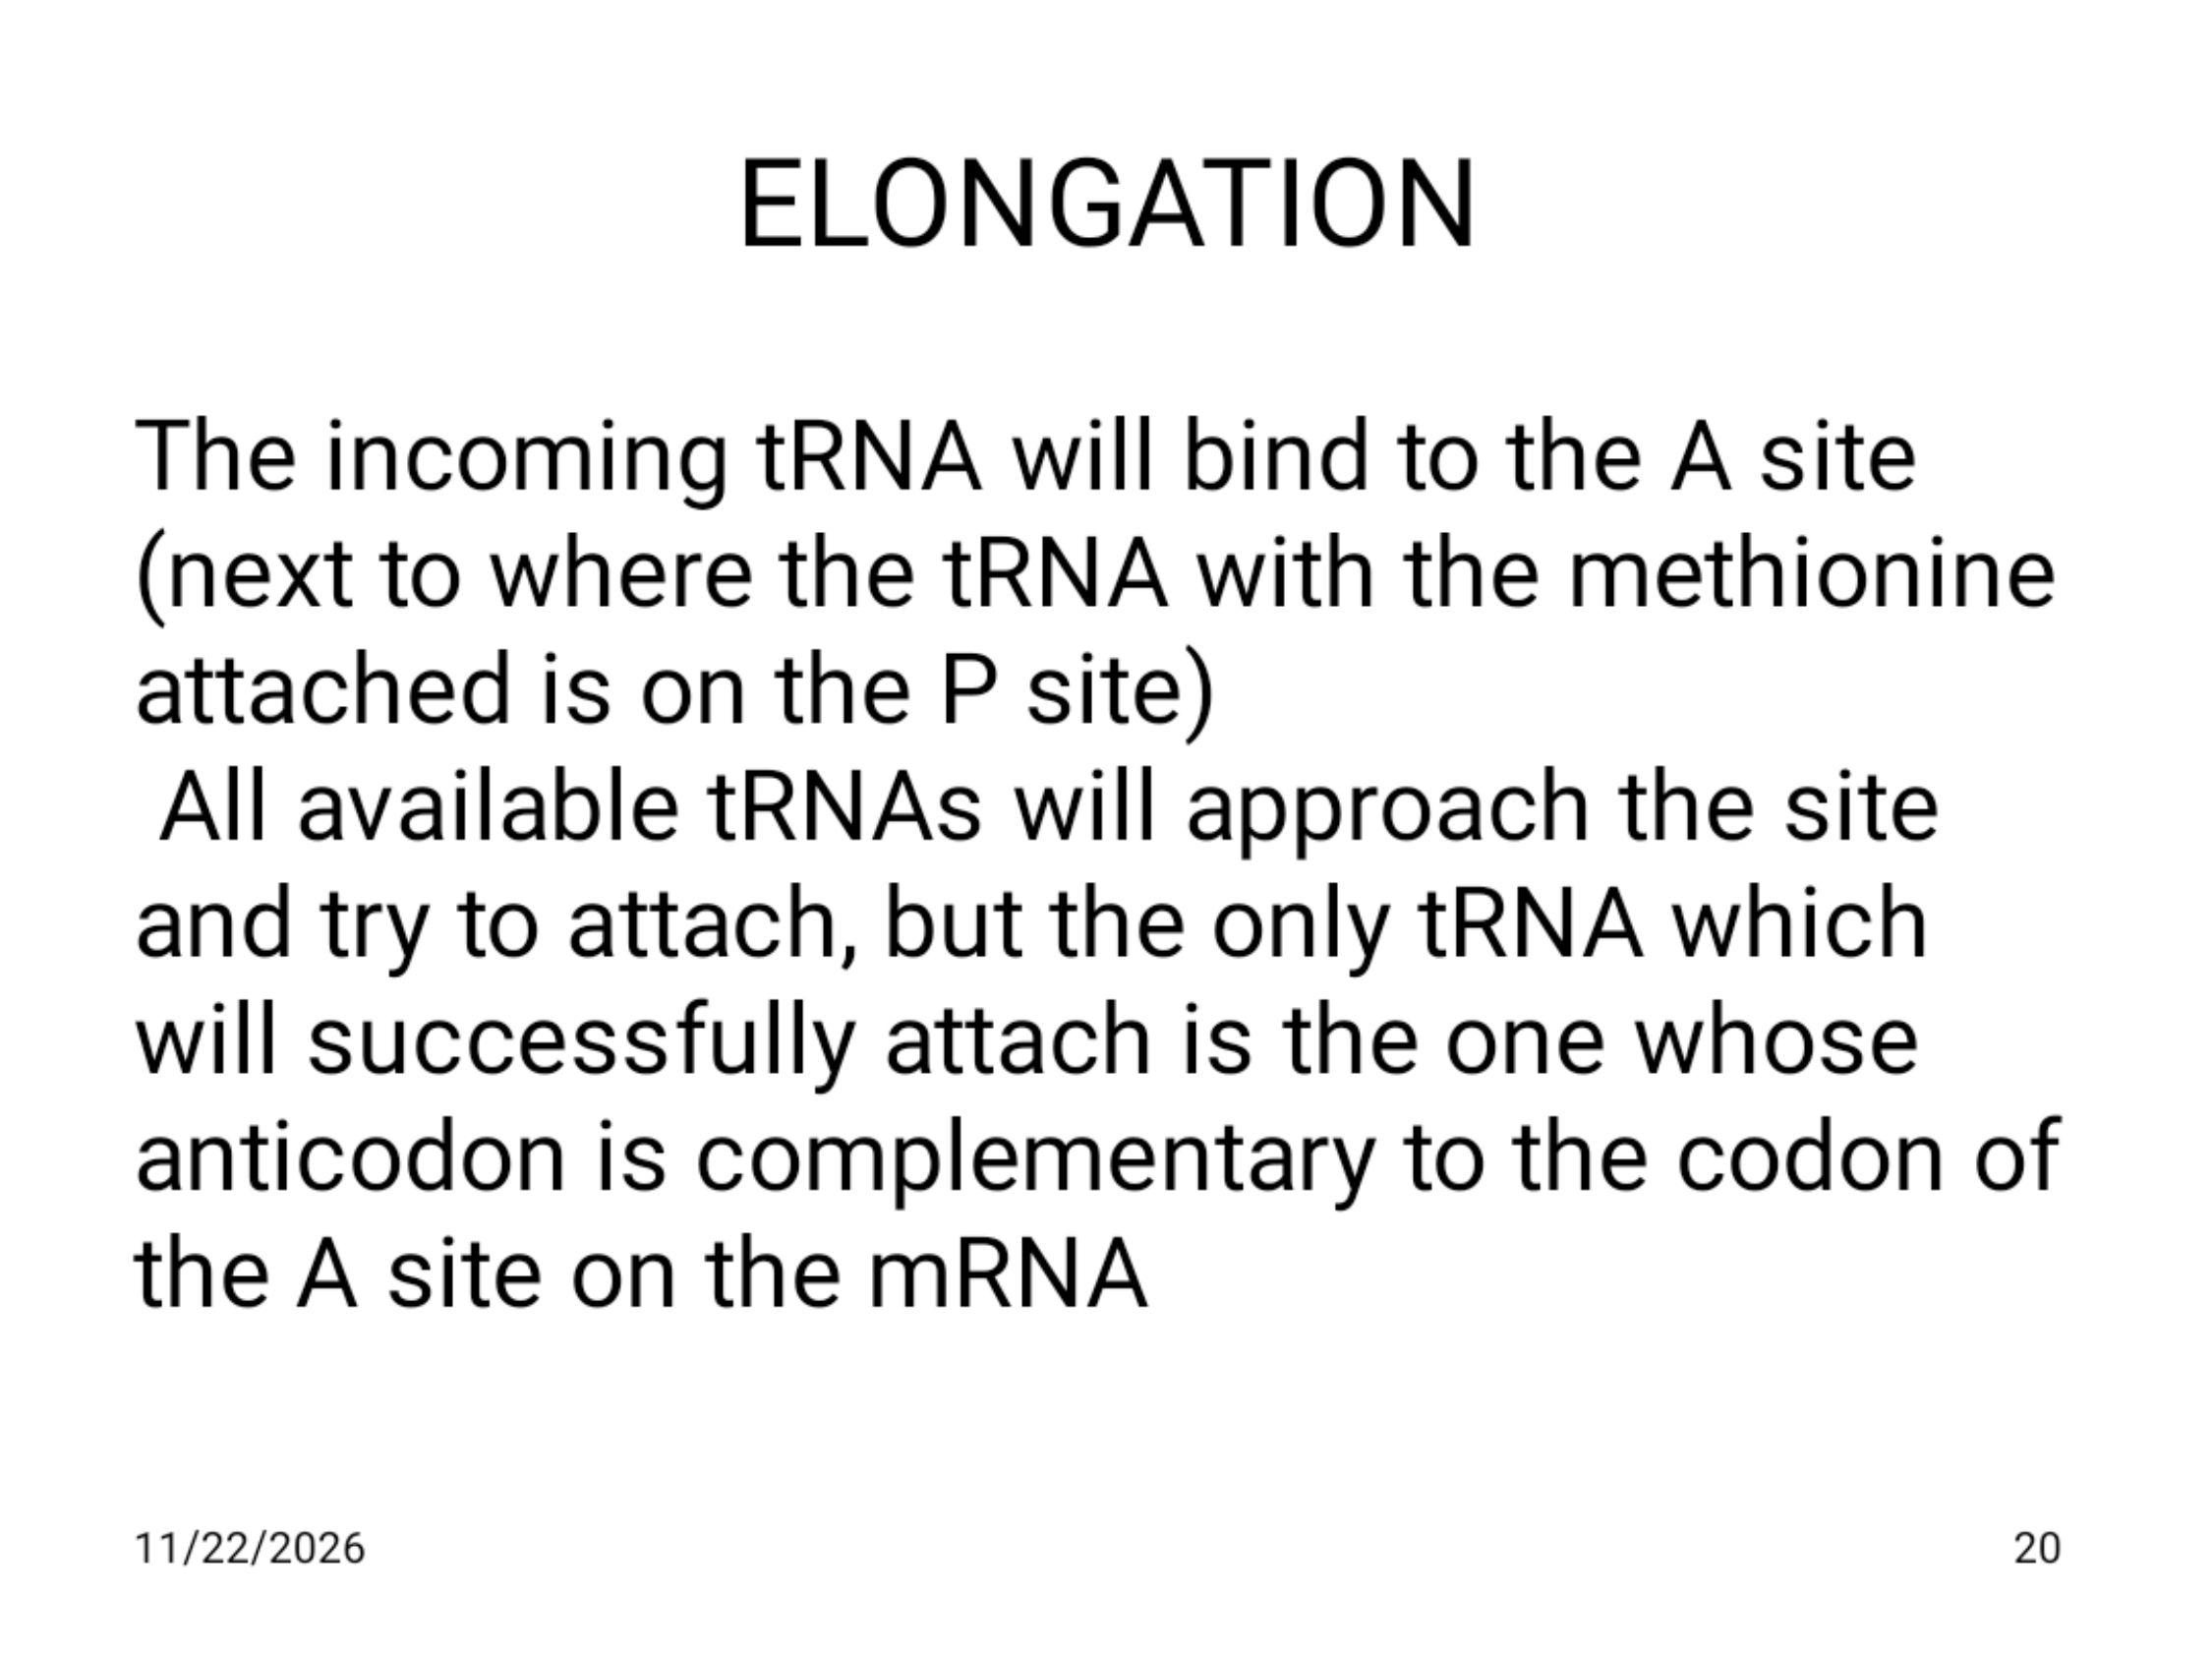 ELONGATION
The incoming tRNA will bind to the A site
(next to where the tRNA with the methionine
attached is on the P site)
All available tRNAs will approach the site
and try to attach, but the only tRNA which
will successfully attach is the one whose
anticodon is complementary to the codon of
the A site on the mRNA
11/22/2026
20